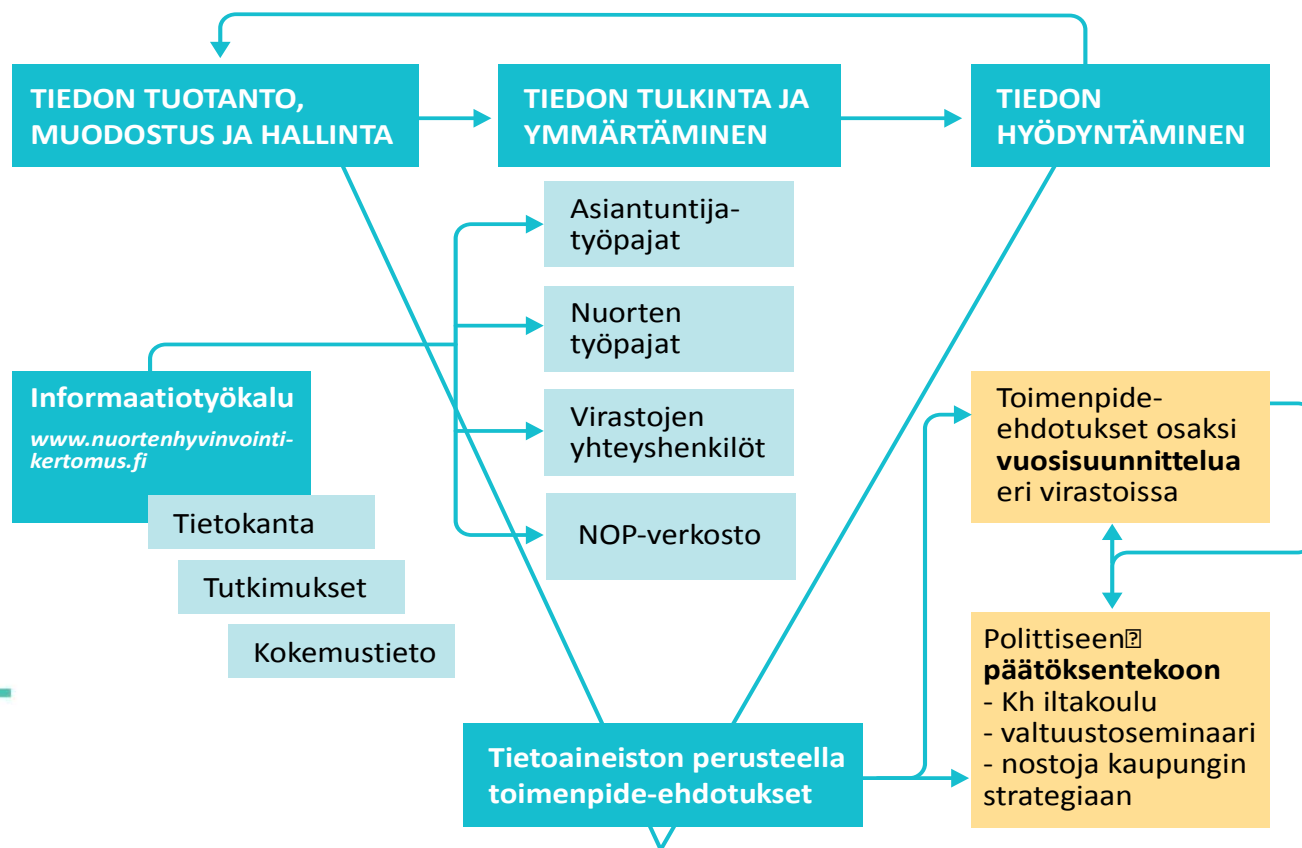 TIEDON TUOTANTO,
MUODOSTUS JA HALLINTA
TIEDON TULKINTA JA
YMMÄRTÄMINEN
TIEDON
HYÖDYNTÄMINEN
Asiantuntija-
työpajat
Nuorten
työpajat
Virastojen
yhteyshenkilöt
NOP-verkosto
Informaatiotyökalu
www.nuortenhyvinvointi-
kertomus.fi
Tietokanta
Tutkimukset
Kokemustieto
Toimenpide-
ehdotukset osaksi
vuosisuunnittelua
eri virastoissa
Polittiseen
päätöksentekoon
- Kh iltakoulu
- valtuustoseminaari
- nostoja kaupungin
strategiaan
Tietoaineiston perusteella
toimenpide-ehdotukset